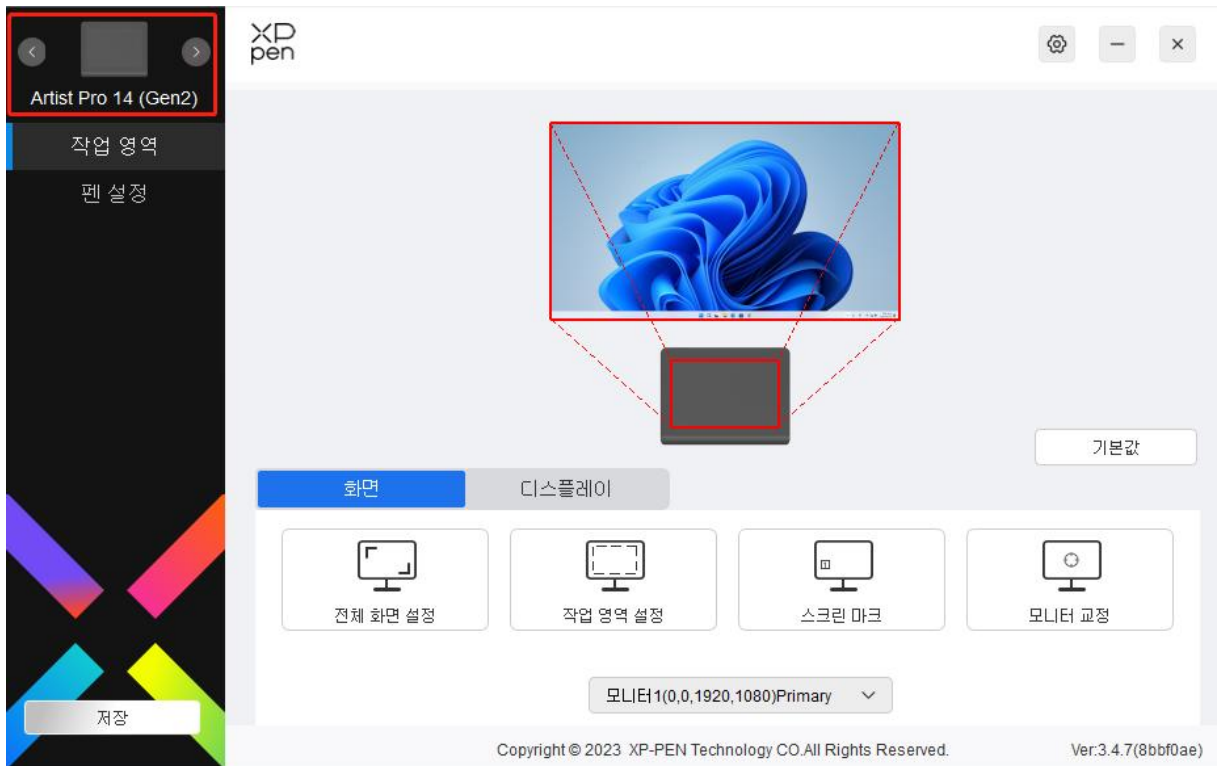 XP
pen
Artist Pro 14 (Gen2)
작업 영역
펜 설정
기본값
화면 디스플레이
전체 화면 설정 작업 영역 설정 스크린 마크 모니터 교정
모니터1(0,0,1920,1080)Primary
저장
Copyright © 2023 XP-PEN Technology CO.All Rights Reserved. Ver:3.4.7(8bbf0ae)